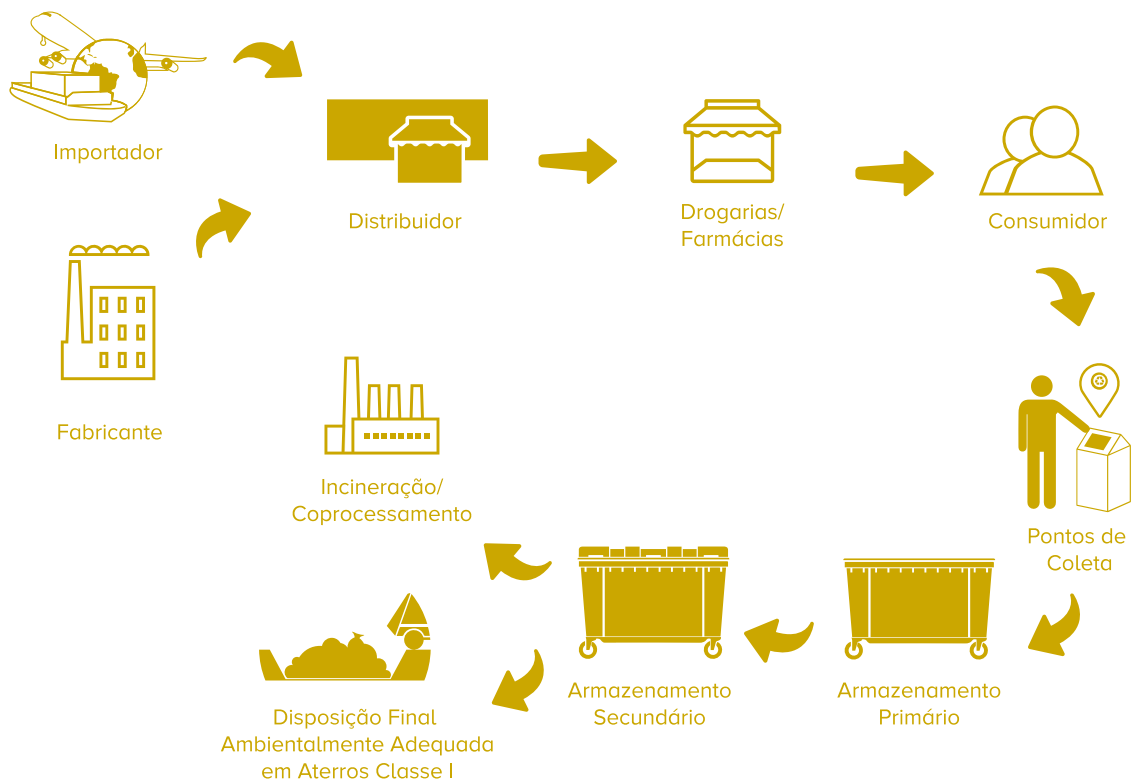 Importador
Distribuidor
Drogarias/
Farmácias
Consumidor
Fabricante
Incineração/
Coprocessamento
Pontos de
Coleta
Armazenamento
Primário
Armazenamento
Secundário
Disposição Final
Ambientalmente Adequada
em Aterros Classe I